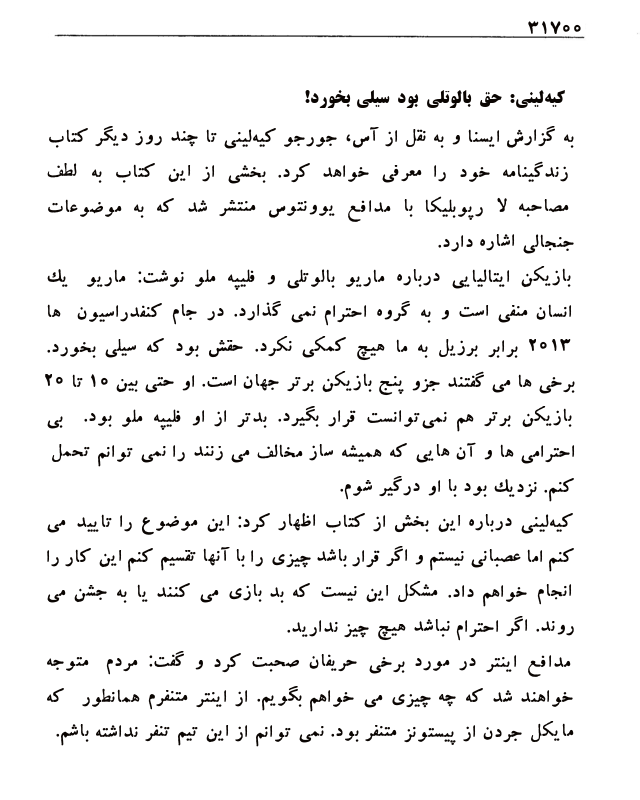 ۳۱۷۰۰
کیه‌لینی: حق بالوتلی بود سیلی بخورد!
به گزارش ایسنا و به نقل از آس، جورجو کیه‌لینی تا چند روز دیگر کتاب
زندگینامه خود را معرفی خواهد کرد. بخشی از این کتاب به لطف
مصاحبه لا رپوبلیکا با مدافع یوونتوس منتشر شد که به موضوعات
جنجالی اشاره دارد.
بازیکن ایتالیایی درباره ماریو بالوتلی و فلیپه ملو نوشت: ماریو یك
انسان منفی است و به گروه احترام نمی گذارد. در جام کنفدراسیون ها
۲۰۱۳ برابر برزیل به ما هیچ کمکی نکرد. حقش بود که سیلی بخورد.
برخی ها می گفتند جزو پنج بازیکن برتر جهان است. او حتی بین ۱۰ تا ۲۰
بازیکن برتر هم نمی‌توانست قرار بگیرد. بدتر از او فلیپه ملو بود. بی
احترامی ها و آن هایی که همیشه ساز مخالف می زنند را نمی توانم تحمل
کنم. نزدیك بود با او درگیر شوم.
کیه‌لینی درباره این بخش از کتاب اظهار کرد: این موضوع را تایید می
کنم اما عصبانی نیستم و اگر قرار باشد چیزی را با آنها تقسیم کنم این کار را
انجام خواهم داد. مشکل این نیست که بد بازی می کنند یا به جشن می
روند. اگر احترام نباشد هیچ چیز ندارید.
مدافع اینتر در مورد برخی حریفان صحبت کرد و گفت: مردم متوجه
خواهند شد که چه چیزی می خواهم بگویم. از اینتر متنفرم همانطور که
مایکل جردن از پیستونز متنفر بود. نمی توانم از این تیم تنفر نداشته باشم.